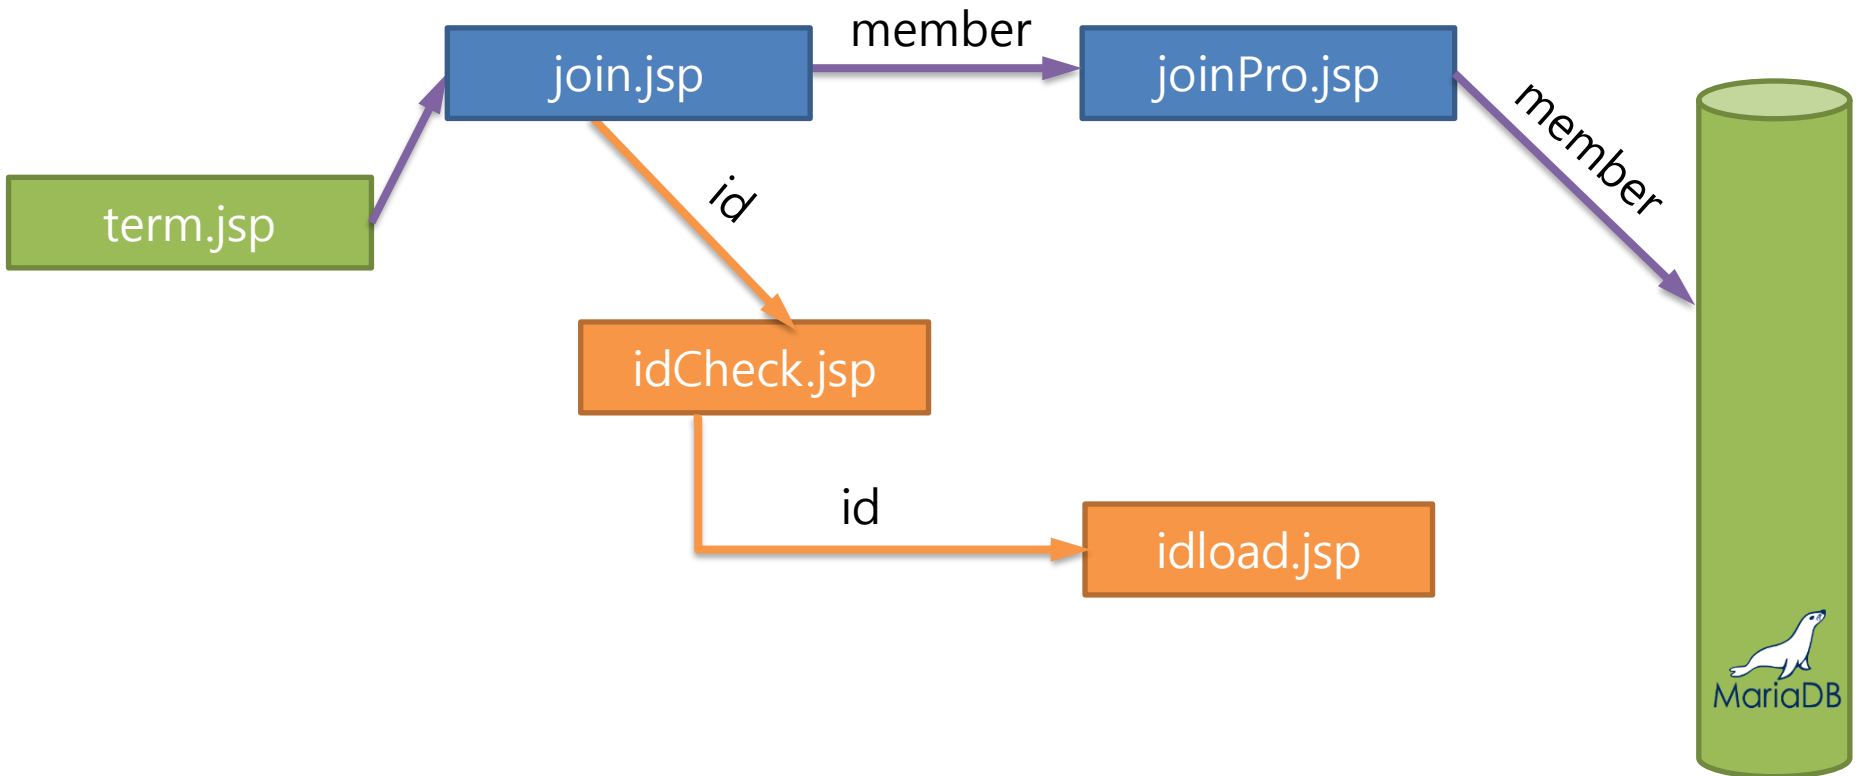 member
join.jsp
joinPro.jsp
member
id
term.jsp
idCheck.jsp
id
idload.jsp
MariaDB